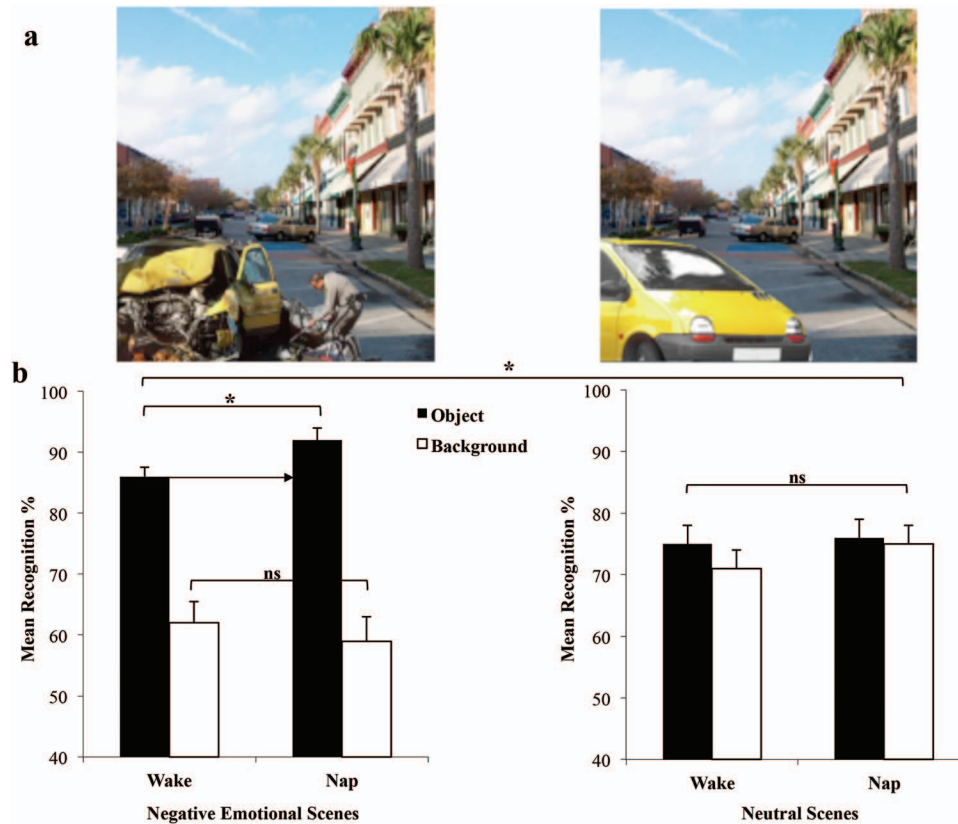 a
b
*
100
90
80
70
60
50
40
Mean Recognition %
*
ns
Wake
Nap
Negative Emotional Scenes
Object
Background
100
90
80
70
60
50
40
Mean Recognition %
ns
Wake
Nap
Neutral Scenes